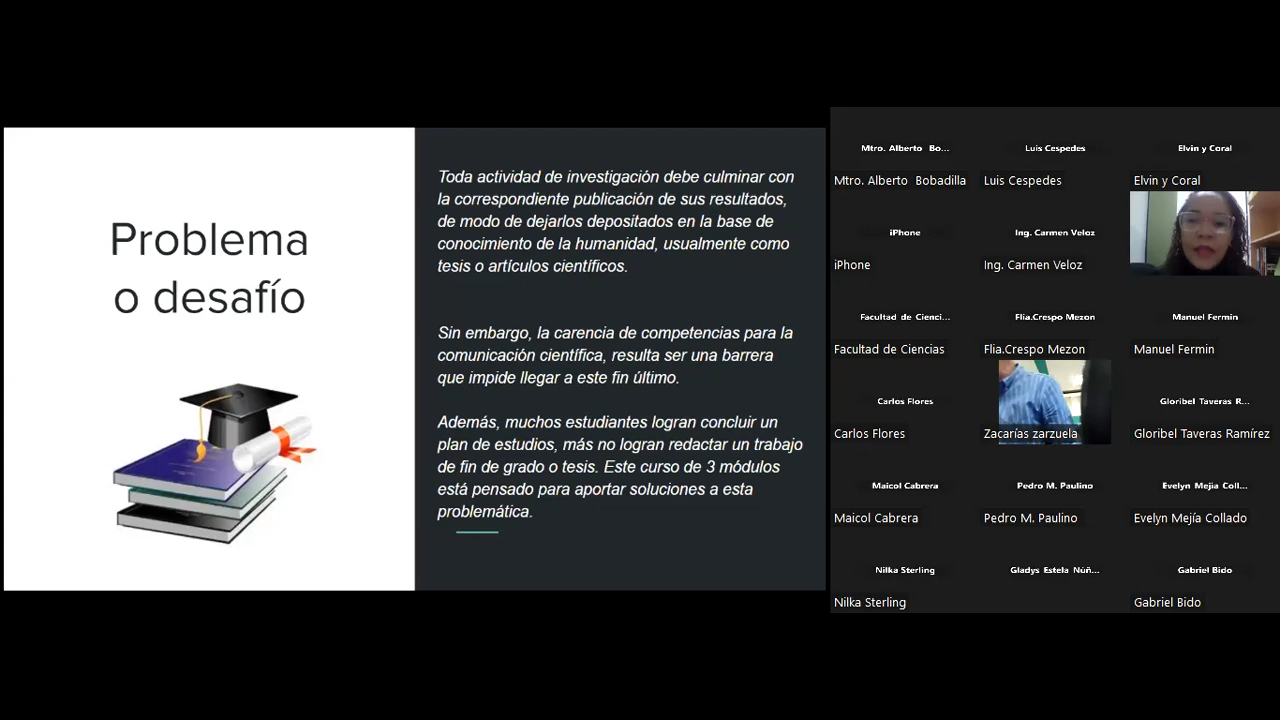 Problema
o desafío
Toda actividad de investigación debe culminar con
la correspondiente publicación de sus resultados,
de modo de dejarlos depositados en la base de
conocimiento de la humanidad, usualmente como
tesis o artículos científicos.
Sin embargo, la carencia de competencias para la
comunicación científica, resulta ser una barrera
que impide llegar a este fin último.
Además, muchos estudiantes logran concluir un
plan de estudios, más no logran redactar un trabajo
de fin de grado o tesis. Este curso de 3 módulos
está pensado para aportar soluciones a esta
problemática.
Mtro. Alberto Bo...
Luis Cespedes
Elvin y Coral
Mtro. Alberto Bobadilla
Luis Cespedes
Elvin y Coral
iPhone
Ing. Carmen Veloz
iPhone
Ing. Carmen Veloz
Facultad de Cienci...
Flia.Crespo Mezon
Manuel Fermin
Facultad de Ciencias
Flia.Crespo Mezon
Manuel Fermin
Carlos Flores
Gloribel Taveras R...
Carlos Flores
Zacarías zarzuela
Gloribel Taveras Ramírez
Maicol Cabrera
Pedro M. Paulino
Evelyn Mejia Coll...
Maicol Cabrera
Pedro M. Paulino
Evelyn Mejía Collado
Nilka Sterling
Gladys Estela Núñ...
Gabriel Bido
Nilka Sterling
Gabriel Bido